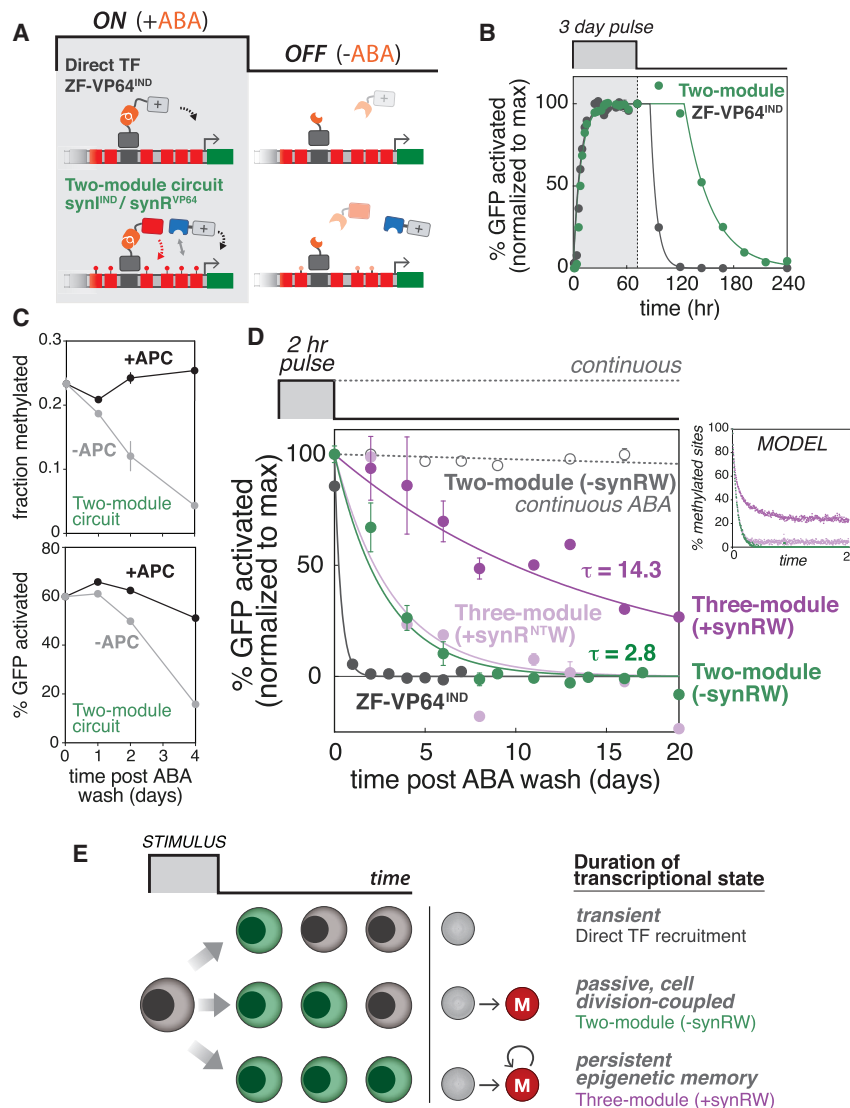 A
ON (+ABA)
OFF (-ABA)
Direct TF
ZF-VP64IND
+
+
Two-module circuit
synIIND / synRVP64
+
+
B
3 day pulse
Two-module
ZF-VP64IND
% GFP activated
(normalized to max)
100
50
0
0 60 120 180 240
time (hr)
C
0.3
0.2
0.1
0
fraction methylated
+APC
-APC
Two-module
circuit
80
60
40
20
0
% GFP activated
+APC
-APC
Two-module
circuit
0 1 2 4
time post ABA
wash (days)
D
2 hr
pulse
continuous
% GFP activated
(normalized to max)
100
50
0
Two-module (-synRW)
continuous ABA
τ = 14.3
Three-module
(+synRNTW)
τ = 2.8
ZF-VP64IND
0 5 10 15 20
time post ABA wash (days)
MODEL
% methylated sites
100
80
60
40
20
0
0
time
2
Three-module
(+synRW)
Two-module
(-synRW)
E
STIMULUS
time
Duration of
transcriptional state
transient
Direct TF recruitment
M
passive, cell
division-coupled
Two-module (-synRW)
M
persistent
epigenetic memory
Three-module (+synRW)